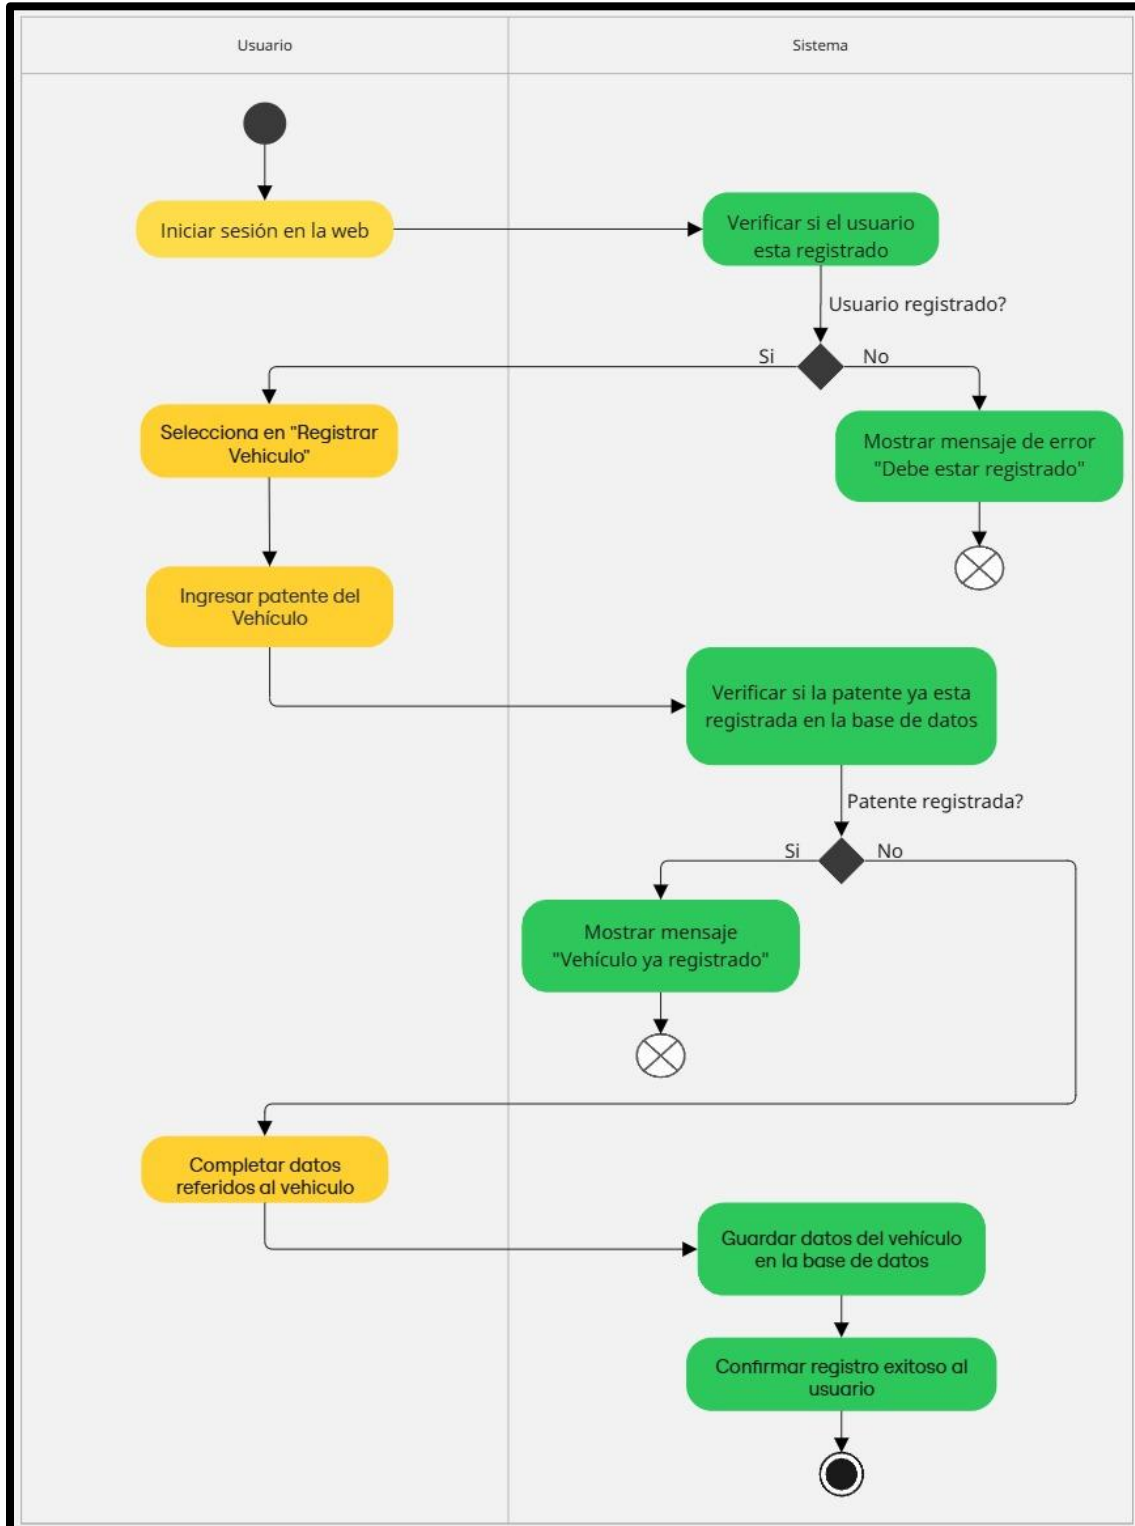 Usuario
Sistema
Iniciar sesión en la web
Verificar si el usuario
esta registrado
Usuario registrado?
Si
No
Selecciona en "Registrar
Vehiculo"
Mostrar mensaje de error
"Debe estar registrado"
Ingresar patente del
Vehículo
Verificar si la patente ya esta
registrada en la base de datos
Patente registrada?
Si
No
Mostrar mensaje
"Vehículo ya registrado"
Completar datos
referidos al vehiculo
Guardar datos del vehículo
en la base de datos
Confirmar registro exitoso al
usuario